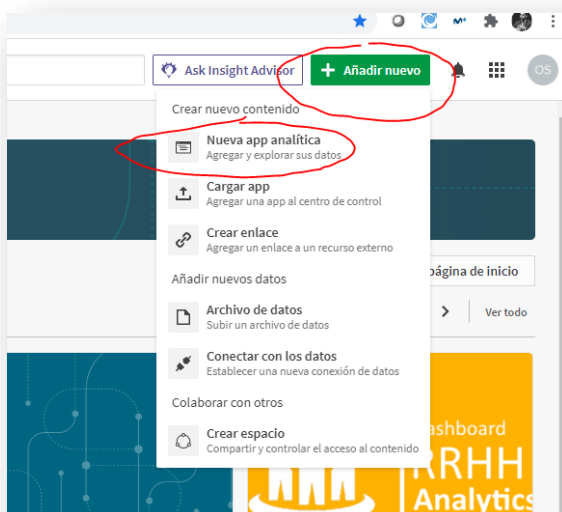 Ask Insight Advisor
+ Añadir nuevo
OS
Crear nuevo contenido
Nueva app analítica
Agregar y explorar sus datos
Cargar app
Agregar una app al centro de control
Crear enlace
Agregar un enlace a un recurso externo
página de inicio
Añadir nuevos datos
Archivo de datos
Subir un archivo de datos
Ver todo
Conectar con los datos
Establecer una nueva conexión de datos
Colaborar con otros
Crear espacio
Compartir y controlar el acceso al contenido
ashboard
RRHH
Analytics